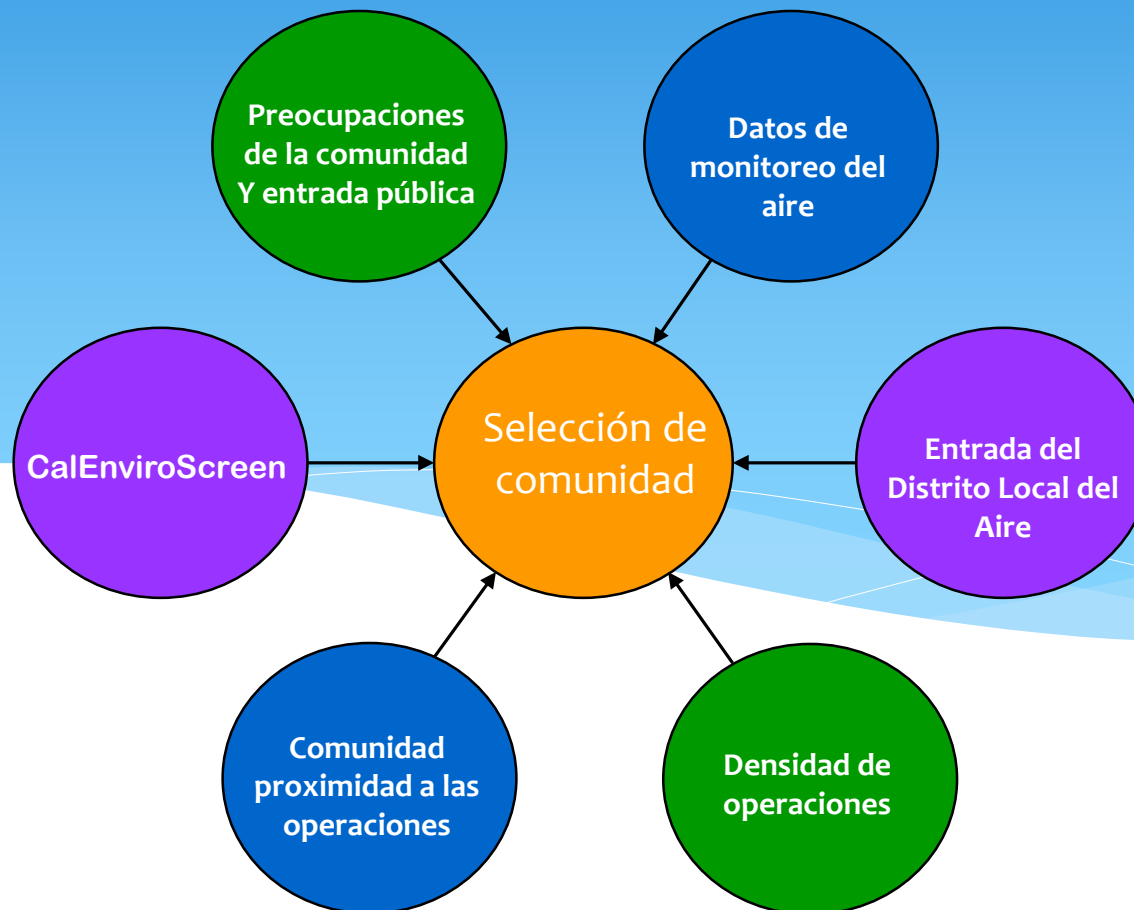 Preocupaciones
de la comunidad
Y entrada pública
Datos de
monitoreo del
aire
CalEnviroScreen
Selección de
comunidad
Entrada del
Distrito Local del
Aire
Comunidad
proximidad a las
operaciones
Densidad de
operaciones